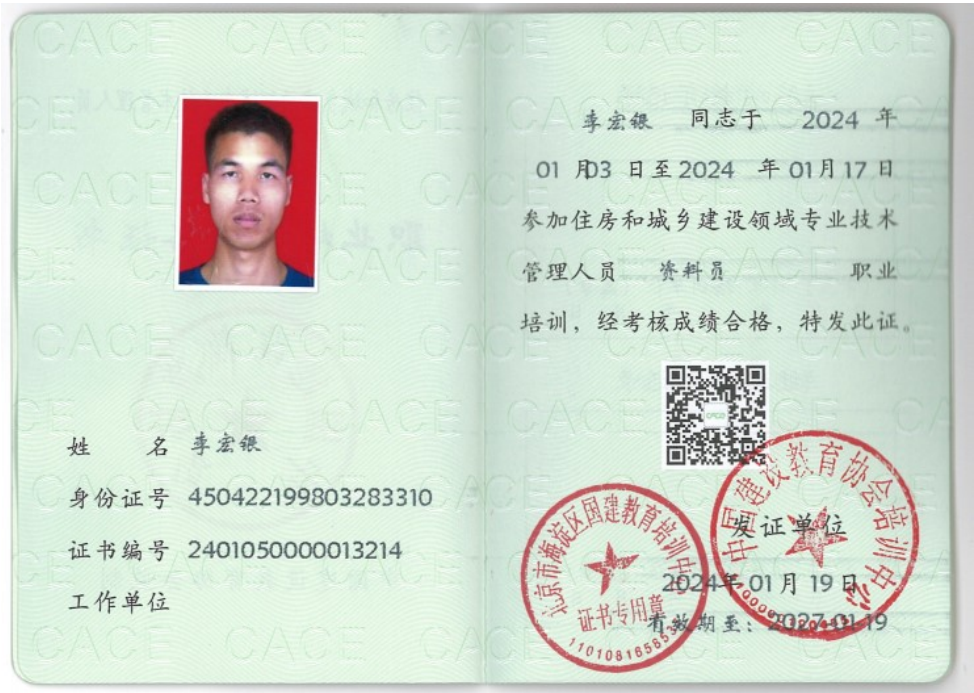 姓 名 李宏银
身份证号 450422199803283310
证书编号 2401050000013214
工作单位
李宏银 同志于 2024 年
01 月03 日至2024 年 01月17日
参加住房和城乡建设领域专业技术
管理人员 资料员 职业
培训，经考核成绩合格，特发此证。
CACE
中国建设教育协会培训中心
北京市海淀区国建教育培训中心
发证单位
2024年 01月 19日
证书专用章
有效期至：2027-01-19